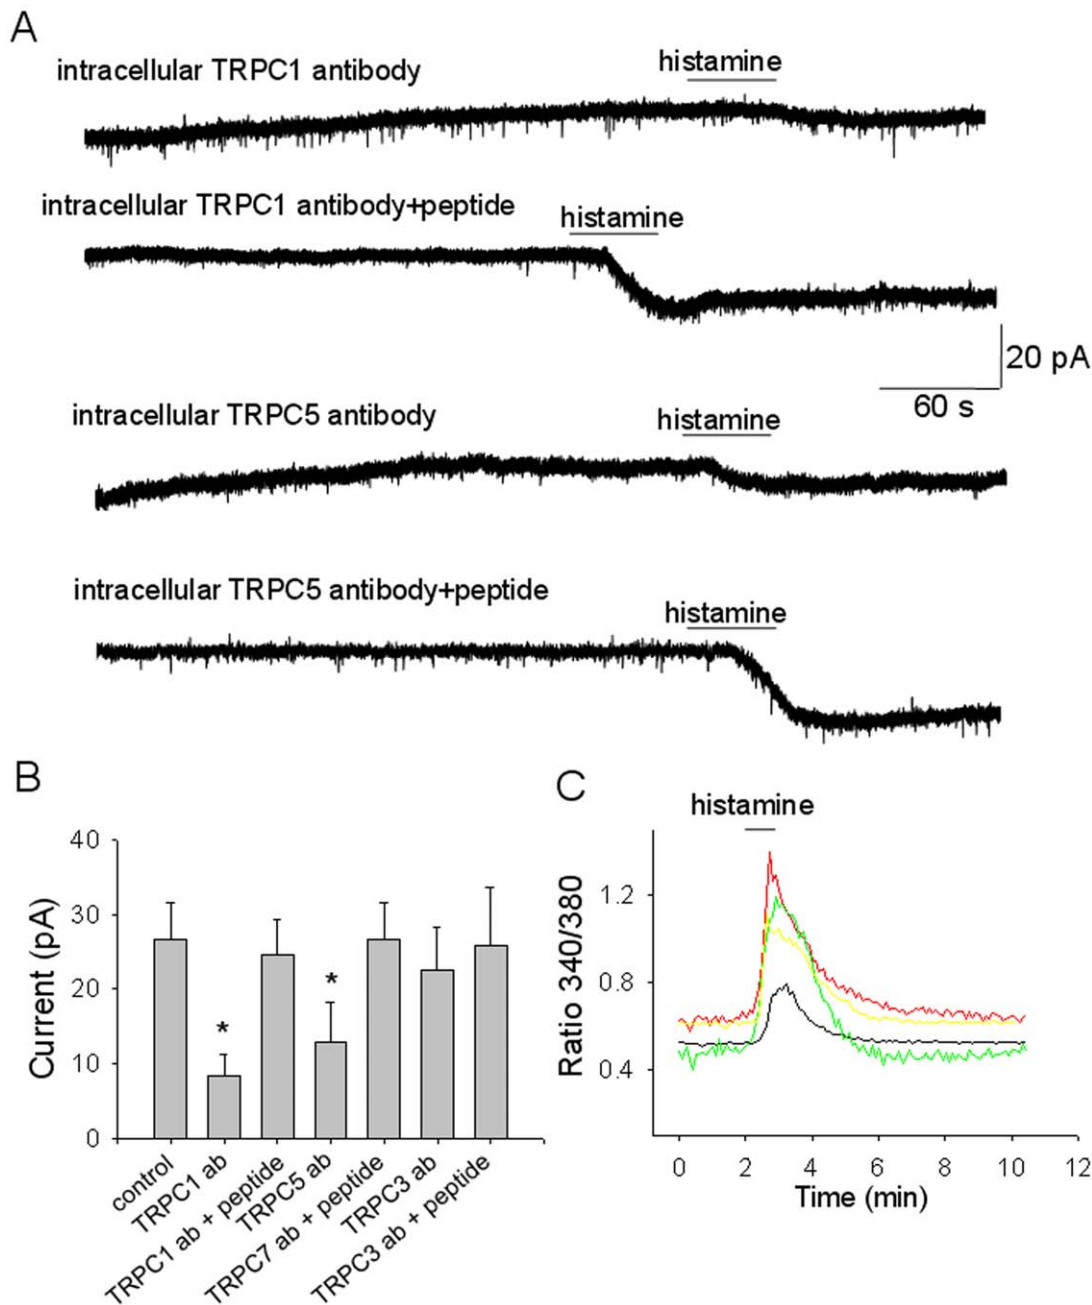 A
intracellular TRPC1 antibody
histamine
intracellular TRPC1 antibody+peptide
histamine
20 pA
60 s
intracellular TRPC5 antibody
histamine
intracellular TRPC5 antibody+peptide
histamine
B
Current (pA)
40
30
20
10
0
*
*
control
TRPC1 ab
TRPC1 ab + peptide
TRPC5 ab
TRPC7 ab + peptide
TRPC3 ab
TRPC3 ab + peptide
C
histamine
Ratio 340/380
1.2
0.8
0.4
0 2 4 6 8 10 12
Time (min)